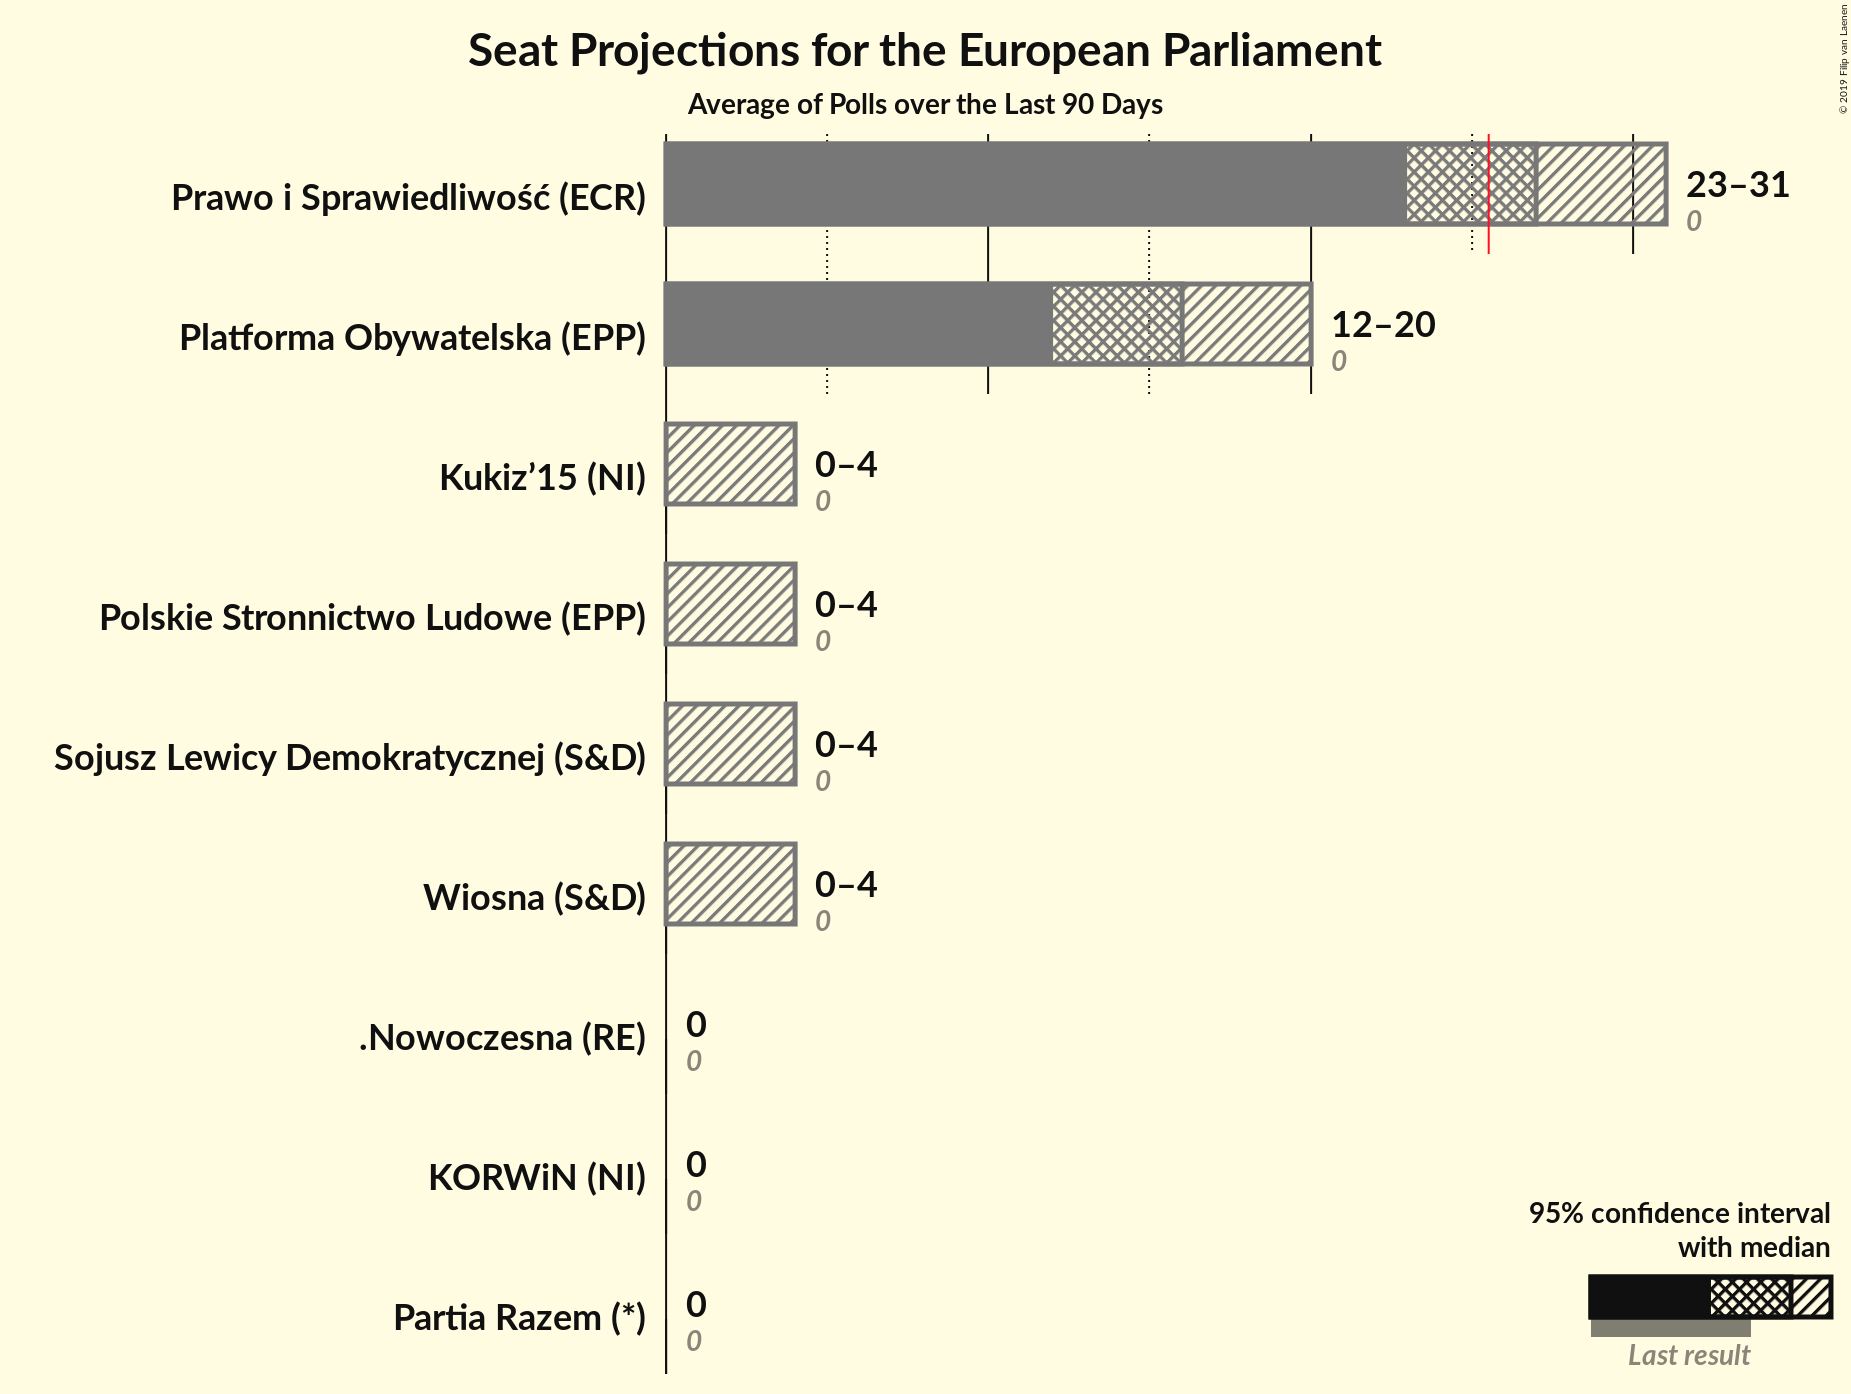 Seat Projections for the European Parliament
Average of Polls over the Last 90 Days
© 2019 Filip van Laenen
Prawo i Sprawiedliwość (ECR)
23–31
0
Platforma Obywatelska (EPP)
12–20
0
Kukiz’15 (NI)
0–4
0
Polskie Stronnictwo Ludowe (EPP)
0–4
0
Sojusz Lewicy Demokratycznej (S&D)
0–4
0
Wiosna (S&D)
0–4
0
.Nowoczesna (RE)
0
0
KORWiN (NI)
0
0
Partia Razem (*)
0
0
95% confidence interval
with median
Last result